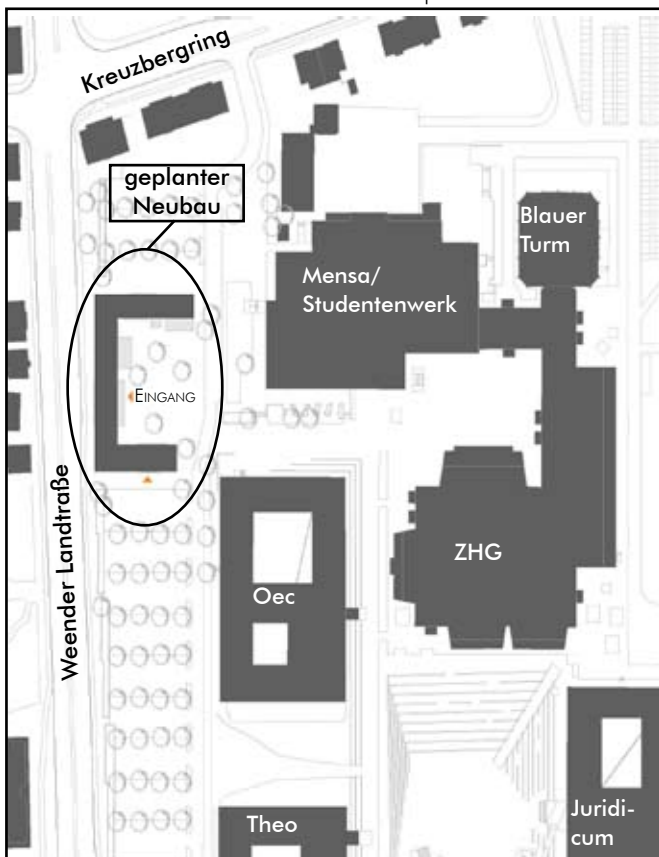 Kreuzbergring
geplanter
Neubau
Blauer
Turm
Mensa/
Studentenwerk
EINGANG
Weender Landtraße
ZHG
Oec
Theo
Juridi-
cum